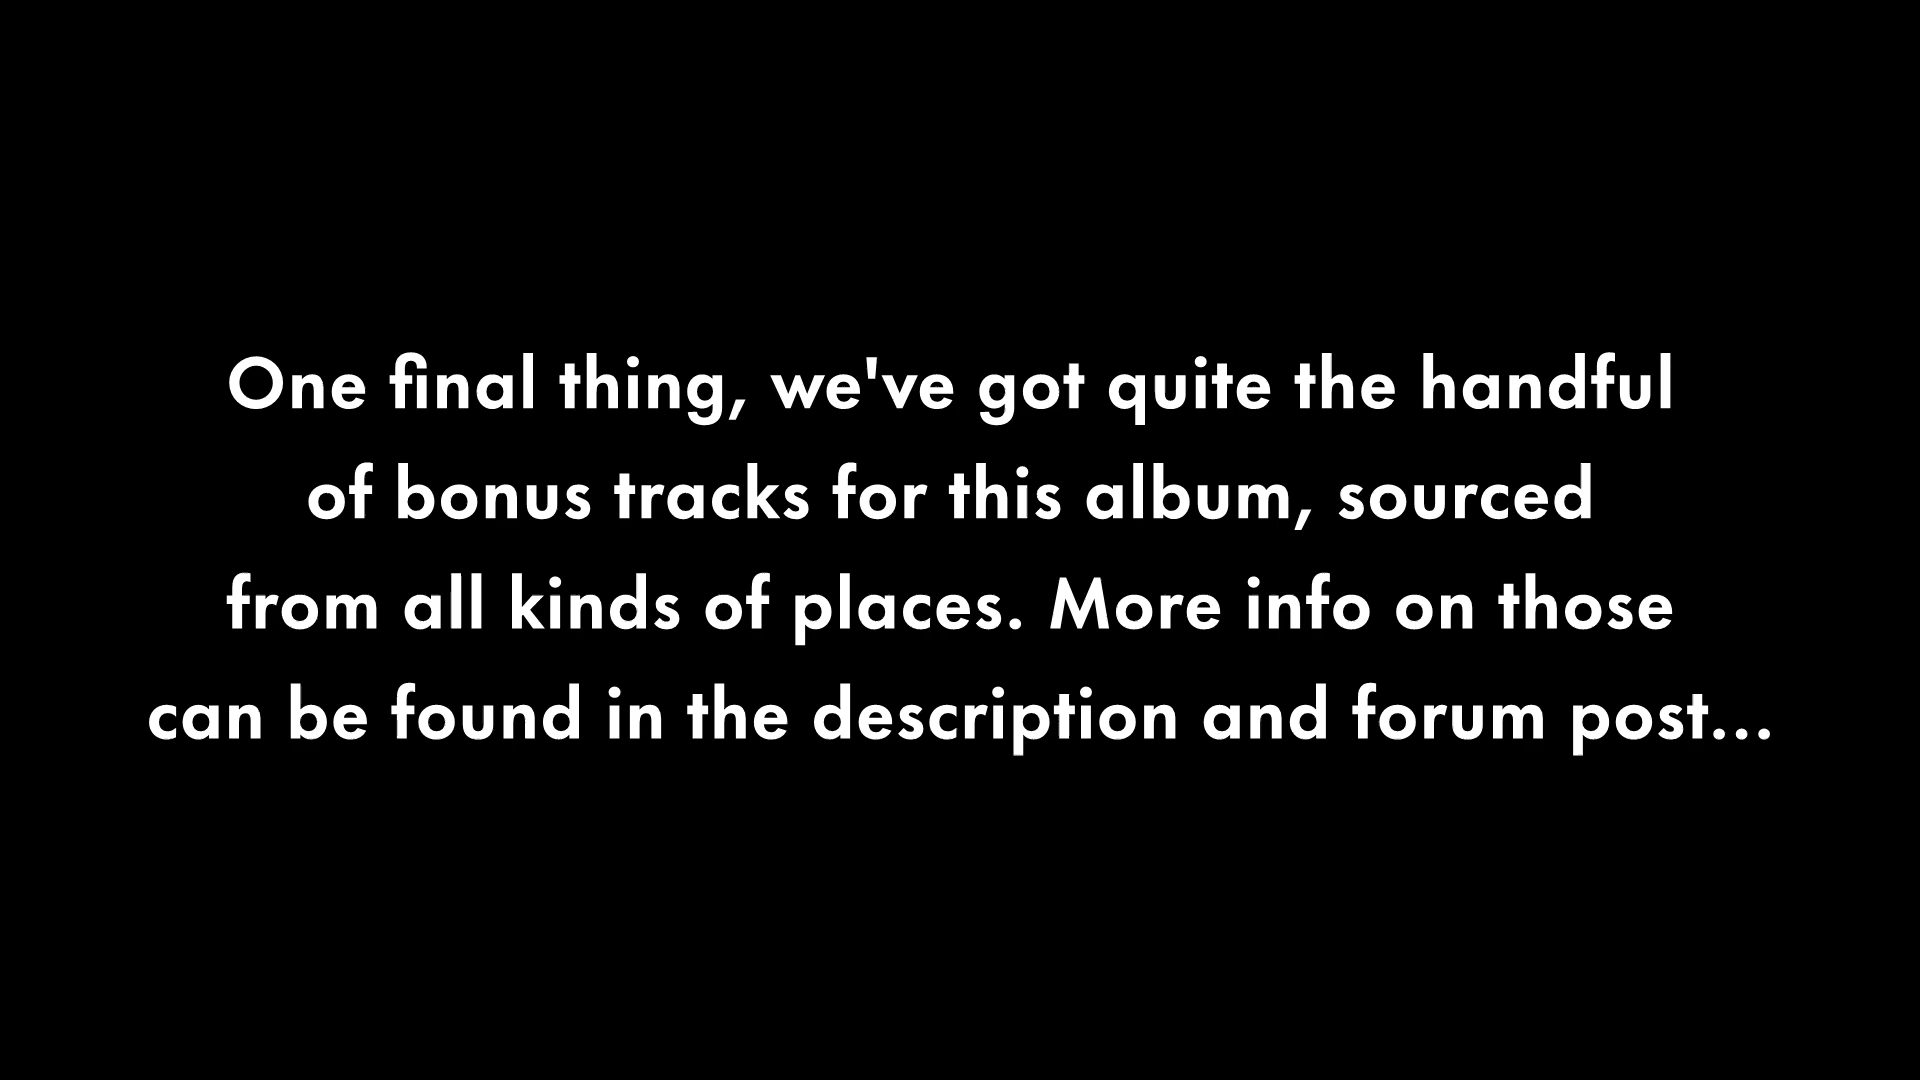 One final thing, we've got quite the handful
of bonus tracks for this album, sourced
from all kinds of places. More info on those
can be found in the description and forum post...